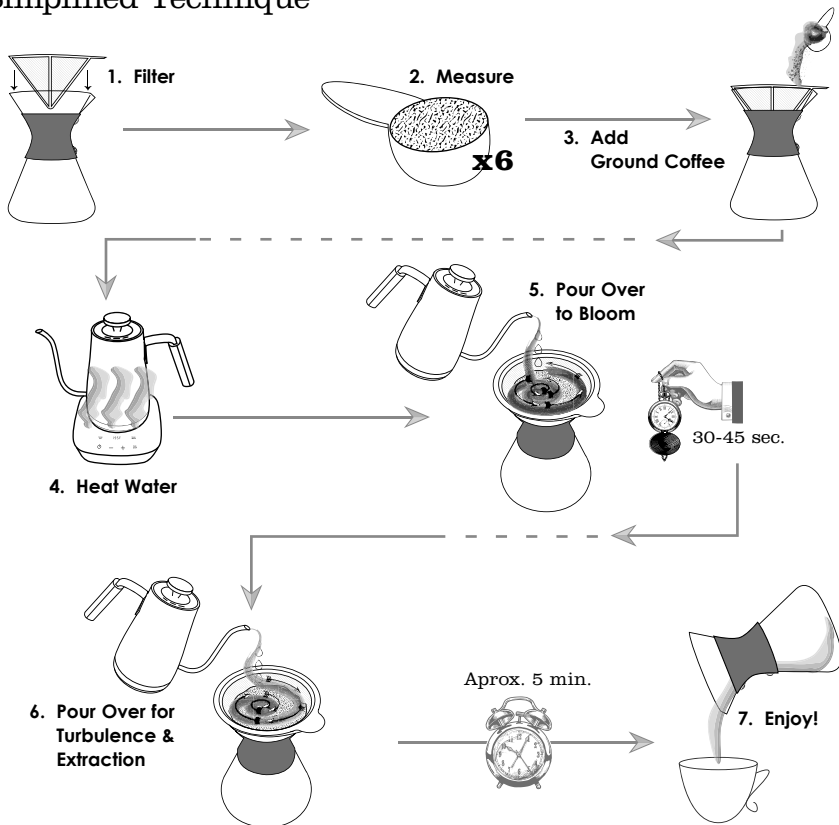 Simplified Technique
1. Filter
2. Measure
x6
3. Add
Ground Coffee
4. Heat Water
5. Pour Over
to Bloom
30-45 sec.
6. Pour Over for
Turbulence &
Extraction
Aprox. 5 min.
7. Enjoy!